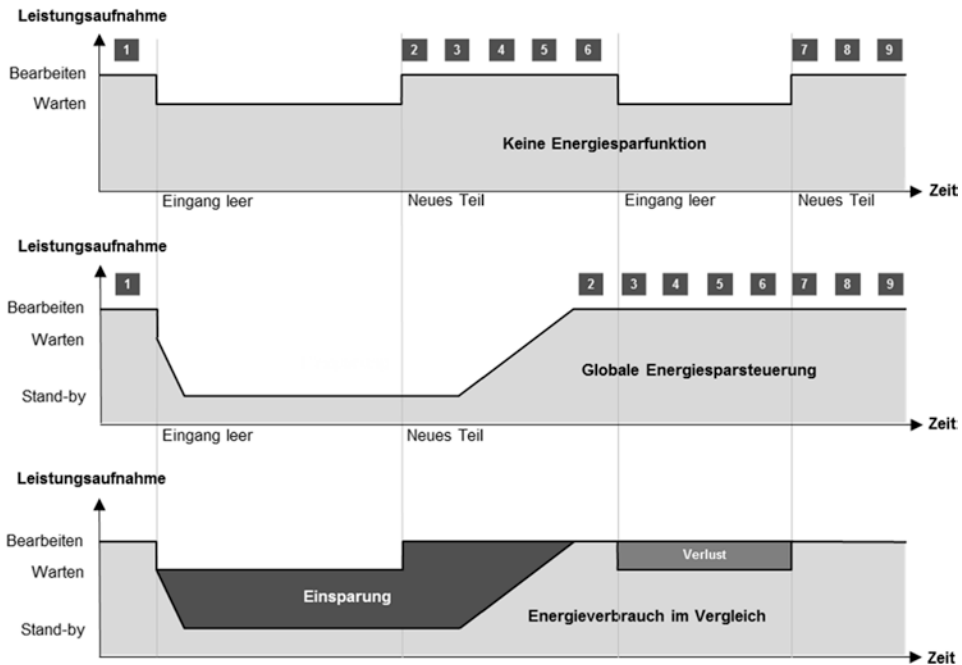 Leistungsaufnahme
1 2 3 4 5 6 7 8 9
Bearbeiten
Warten
Keine Energiesparfunktion
Zeit
Eingang leer Neues Teil Eingang leer Neues Teil
Leistungsaufnahme
1 2 3 4 5 6 7 8 9
Bearbeiten
Warten
Globale Energiesparsteuerung
Stand-by
Zeit
Eingang leer Neues Teil
Leistungsaufnahme
Bearbeiten
Verlust
Warten
Einsparung
Energieverbrauch im Vergleich
Stand-by
Zeit